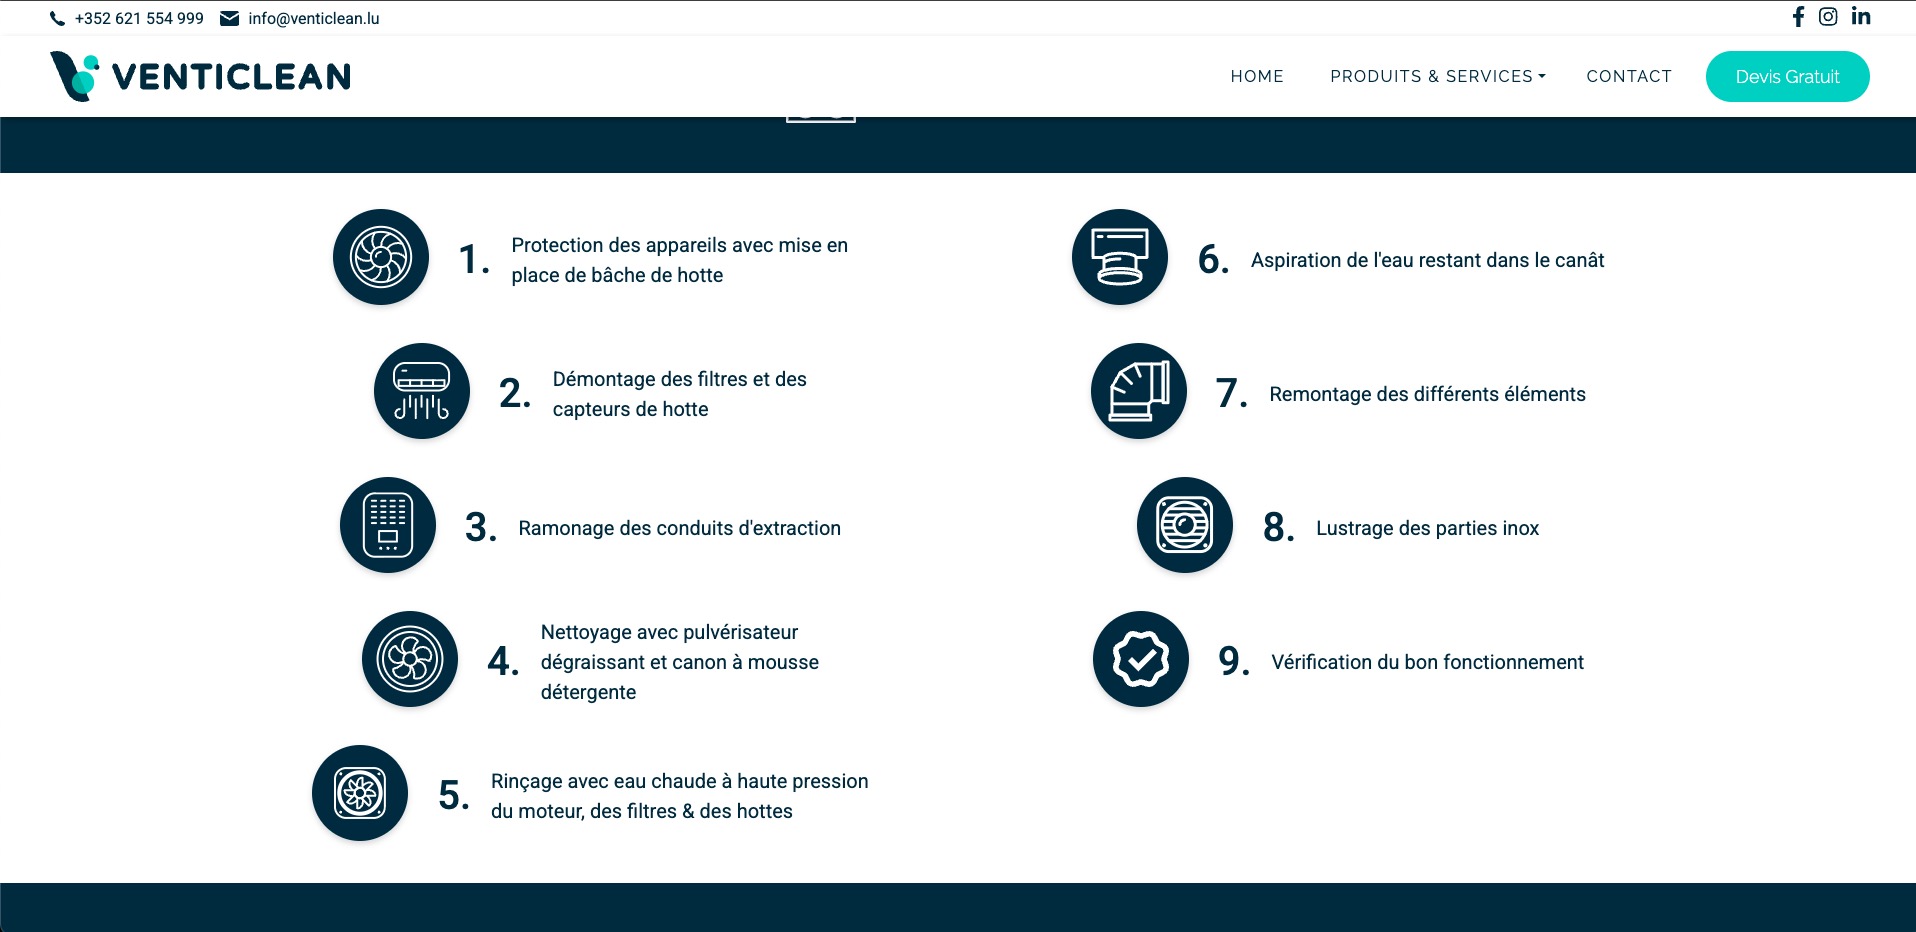 +352 621 554 999 info@venticlean.lu
VENTICLEAN
HOME PRODUITS & SERVICES CONTACT Devis Gratuit
1. Protection des appareils avec mise en
place de bâche de hotte
2. Démontage des filtres et des
capteurs de hotte
3. Ramonage des conduits d'extraction
4. Nettoyage avec pulvérisateur
dégraissant et canon à mousse
détergente
5. Rinçage avec eau chaude à haute pression
du moteur, des filtres & des hottes
6. Aspiration de l'eau restant dans le canât
7. Remontage des différents éléments
8. Lustrage des parties inox
9. Vérification du bon fonctionnement